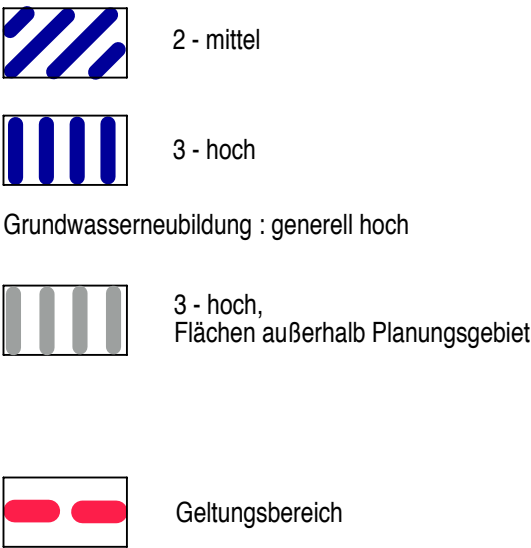 2 - mittel
3 - hoch
Grundwasserneubildung : generell hoch
3 - hoch,
Flächen außerhalb Planungsgebiet
Geltungsbereich